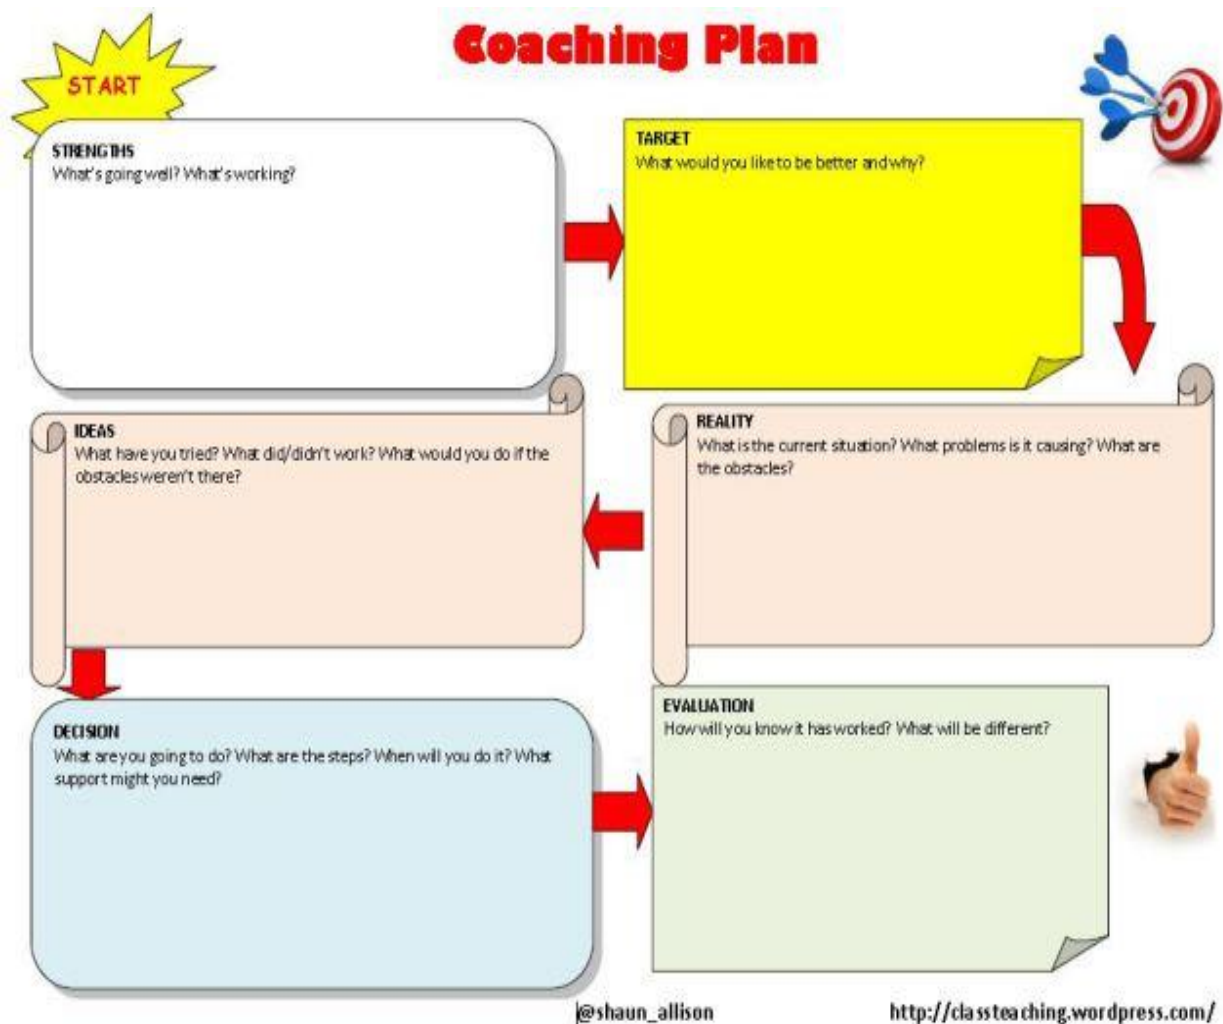 Coaching Plan
START
STRENGTHS
What's going well? What's working?
TARGET
What would you like to be better and why?
REALITY
What is the current situation? What problems is it causing? What are
the obstacles?
IDEAS
What have you tried? What did/didn't work? What would you do if the
obstacles weren't there?
DECISION
What are you going to do? What are the steps? When will you do it? What
support might you need?
EVALUATION
How will you know it has worked? What will be different?
@shaun_allison
http://classteaching.wordpress.com/